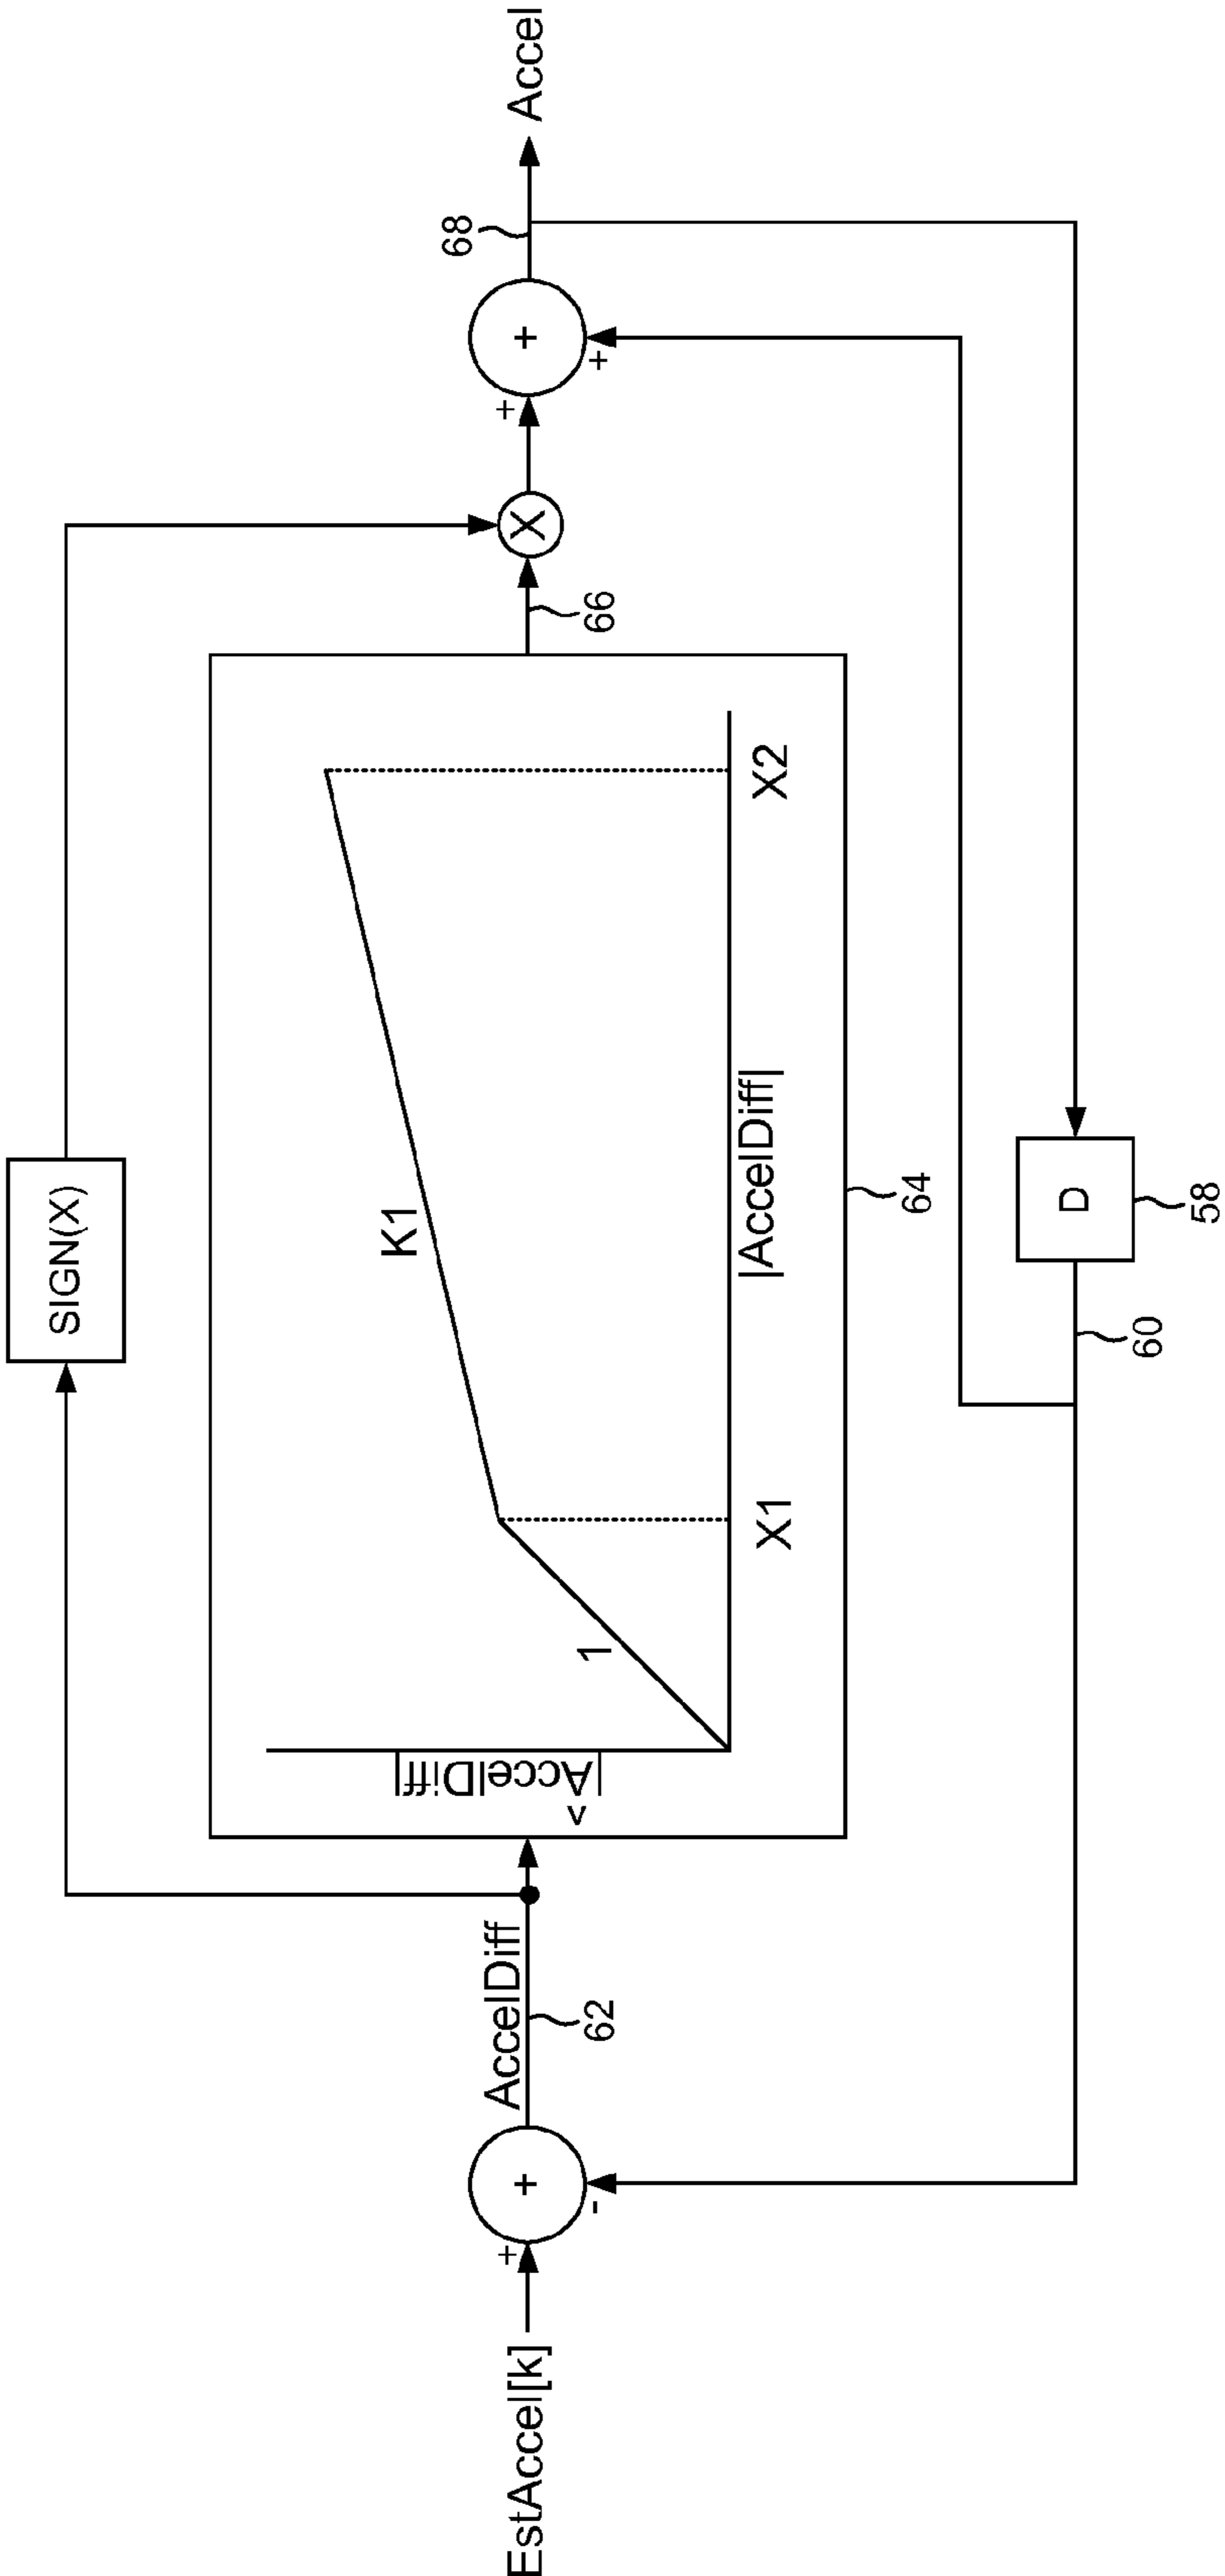 SIGN(X)
EstAccel[k]
+
+
-
AccelDiff
62
|AccelDiff|
^
1
K1
X1
|AccelDiff|
X2
64
66
X
+
+
+
68
Accel
60
D
58